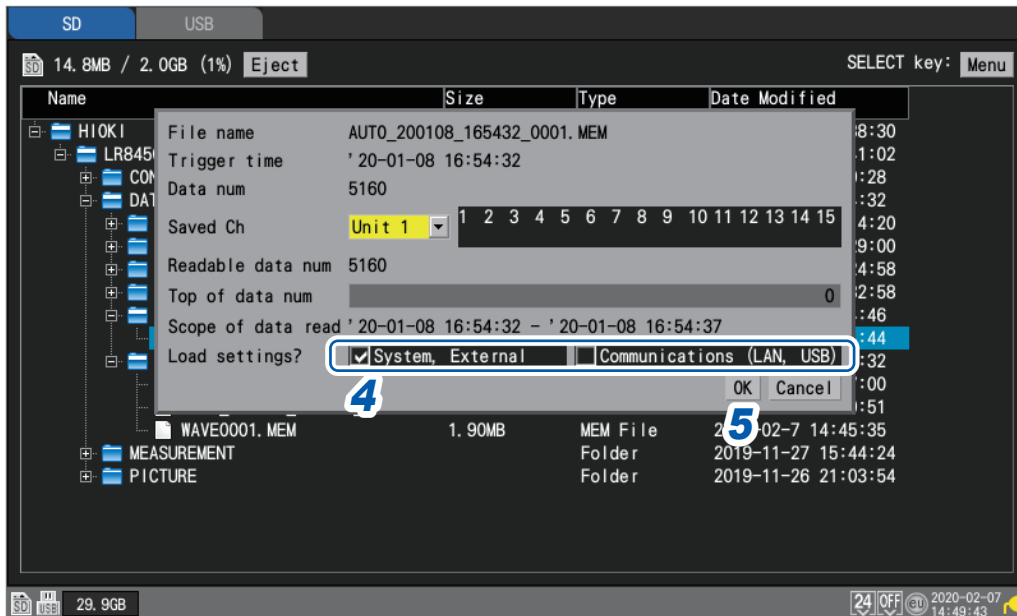 SD USB
SD 14.8MB / 2.0GB (1%) Eject SELECT key: Menu
Name Size Type Date Modified
HIOKI 8:30
File name AUTO_200108_165432_0001.MEM
LR845 1:02
Trigger time '20-01-08 16:54:32
CON :28
Data num 5160
DAT :32
Saved Ch Unit 1 1 2 3 4 5 6 7 8 9 10 11 12 13 14 15
4:20
9:00
Readable data num 5160
4:58
Top of data num 0
2:58
:46
Scope of data read '20-01-08 16:54:32 - '20-01-08 16:54:37
:44
Load settings? System, External Communications (LAN, USB)
:32
4
OK Cancel
:00
5
:51
WAVE0001.MEM 1.90MB MEM File 02-7 14:45:35
MEASUREMENT Folder 2019-11-27 15:44:24
PICTURE Folder 2019-11-26 21:03:54
SD USB 29.9GB 24 OFF eu 2020-02-07
14:49:43